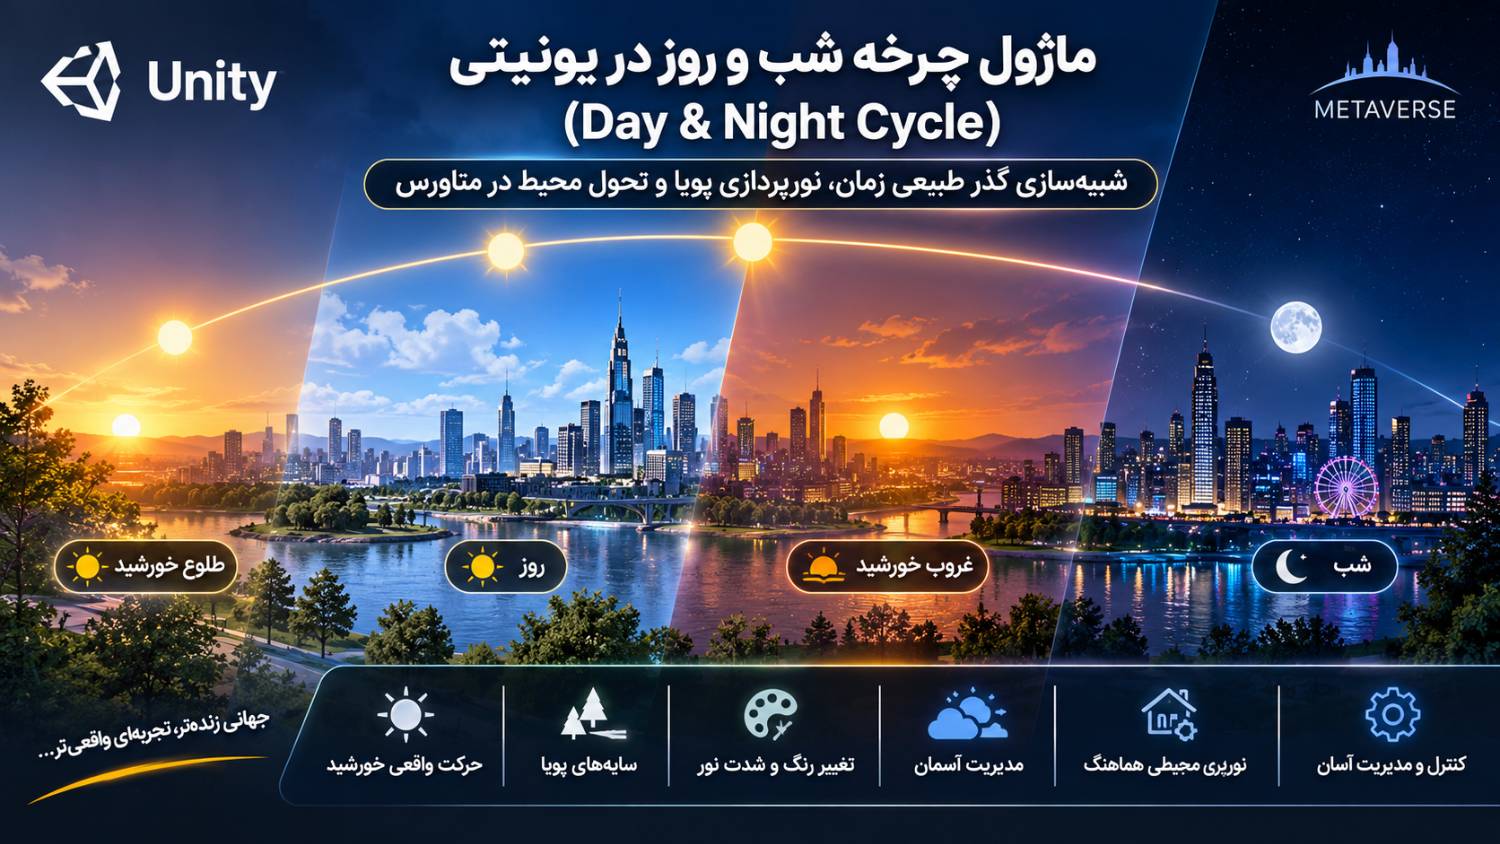 Unity
ماژول چرخه شب و روز در یونیتی
(Day & Night Cycle)
شبیه‌سازی گذر طبیعی زمان، نورپردازی پویا و تحول محیط در متاورس
METAVERSE
طلوع خورشید
روز
غروب خورشید
شب
جهانی زنده‌تر، تجربه‌ای واقعی‌تر...
حرکت واقعی خورشید
سایه‌های پویا
تغییر رنگ و شدت نور
مدیریت آسمان
نورپری محیطی هماهنگ
کنترل و مدیریت آسان